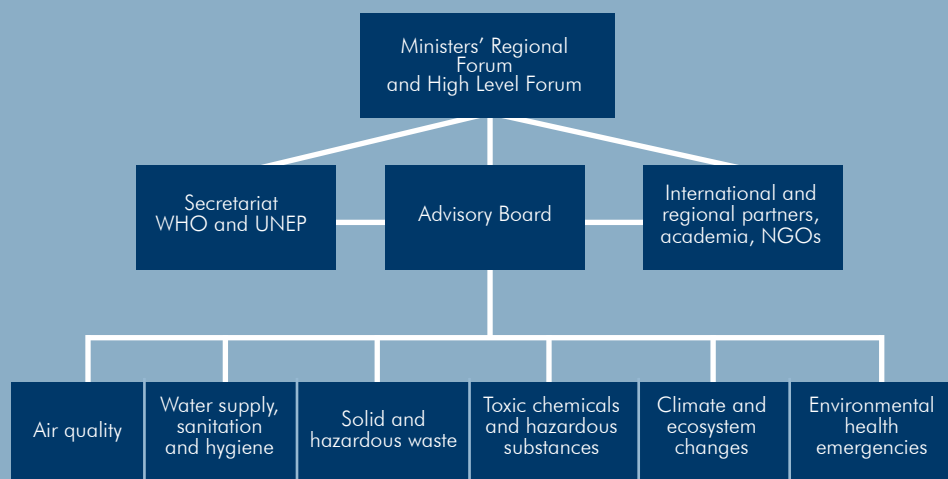 Ministers’ Regional
Forum
and High Level Forum
Secretariat
WHO and UNEP
Advisory Board
International and
regional partners,
academia, NGOs
Air quality
Water supply,
sanitation
and hygiene
Solid and
hazardous waste
Toxic chemicals
and hazardous
substances
Climate and
ecosystem
changes
Environmental
health
emergencies